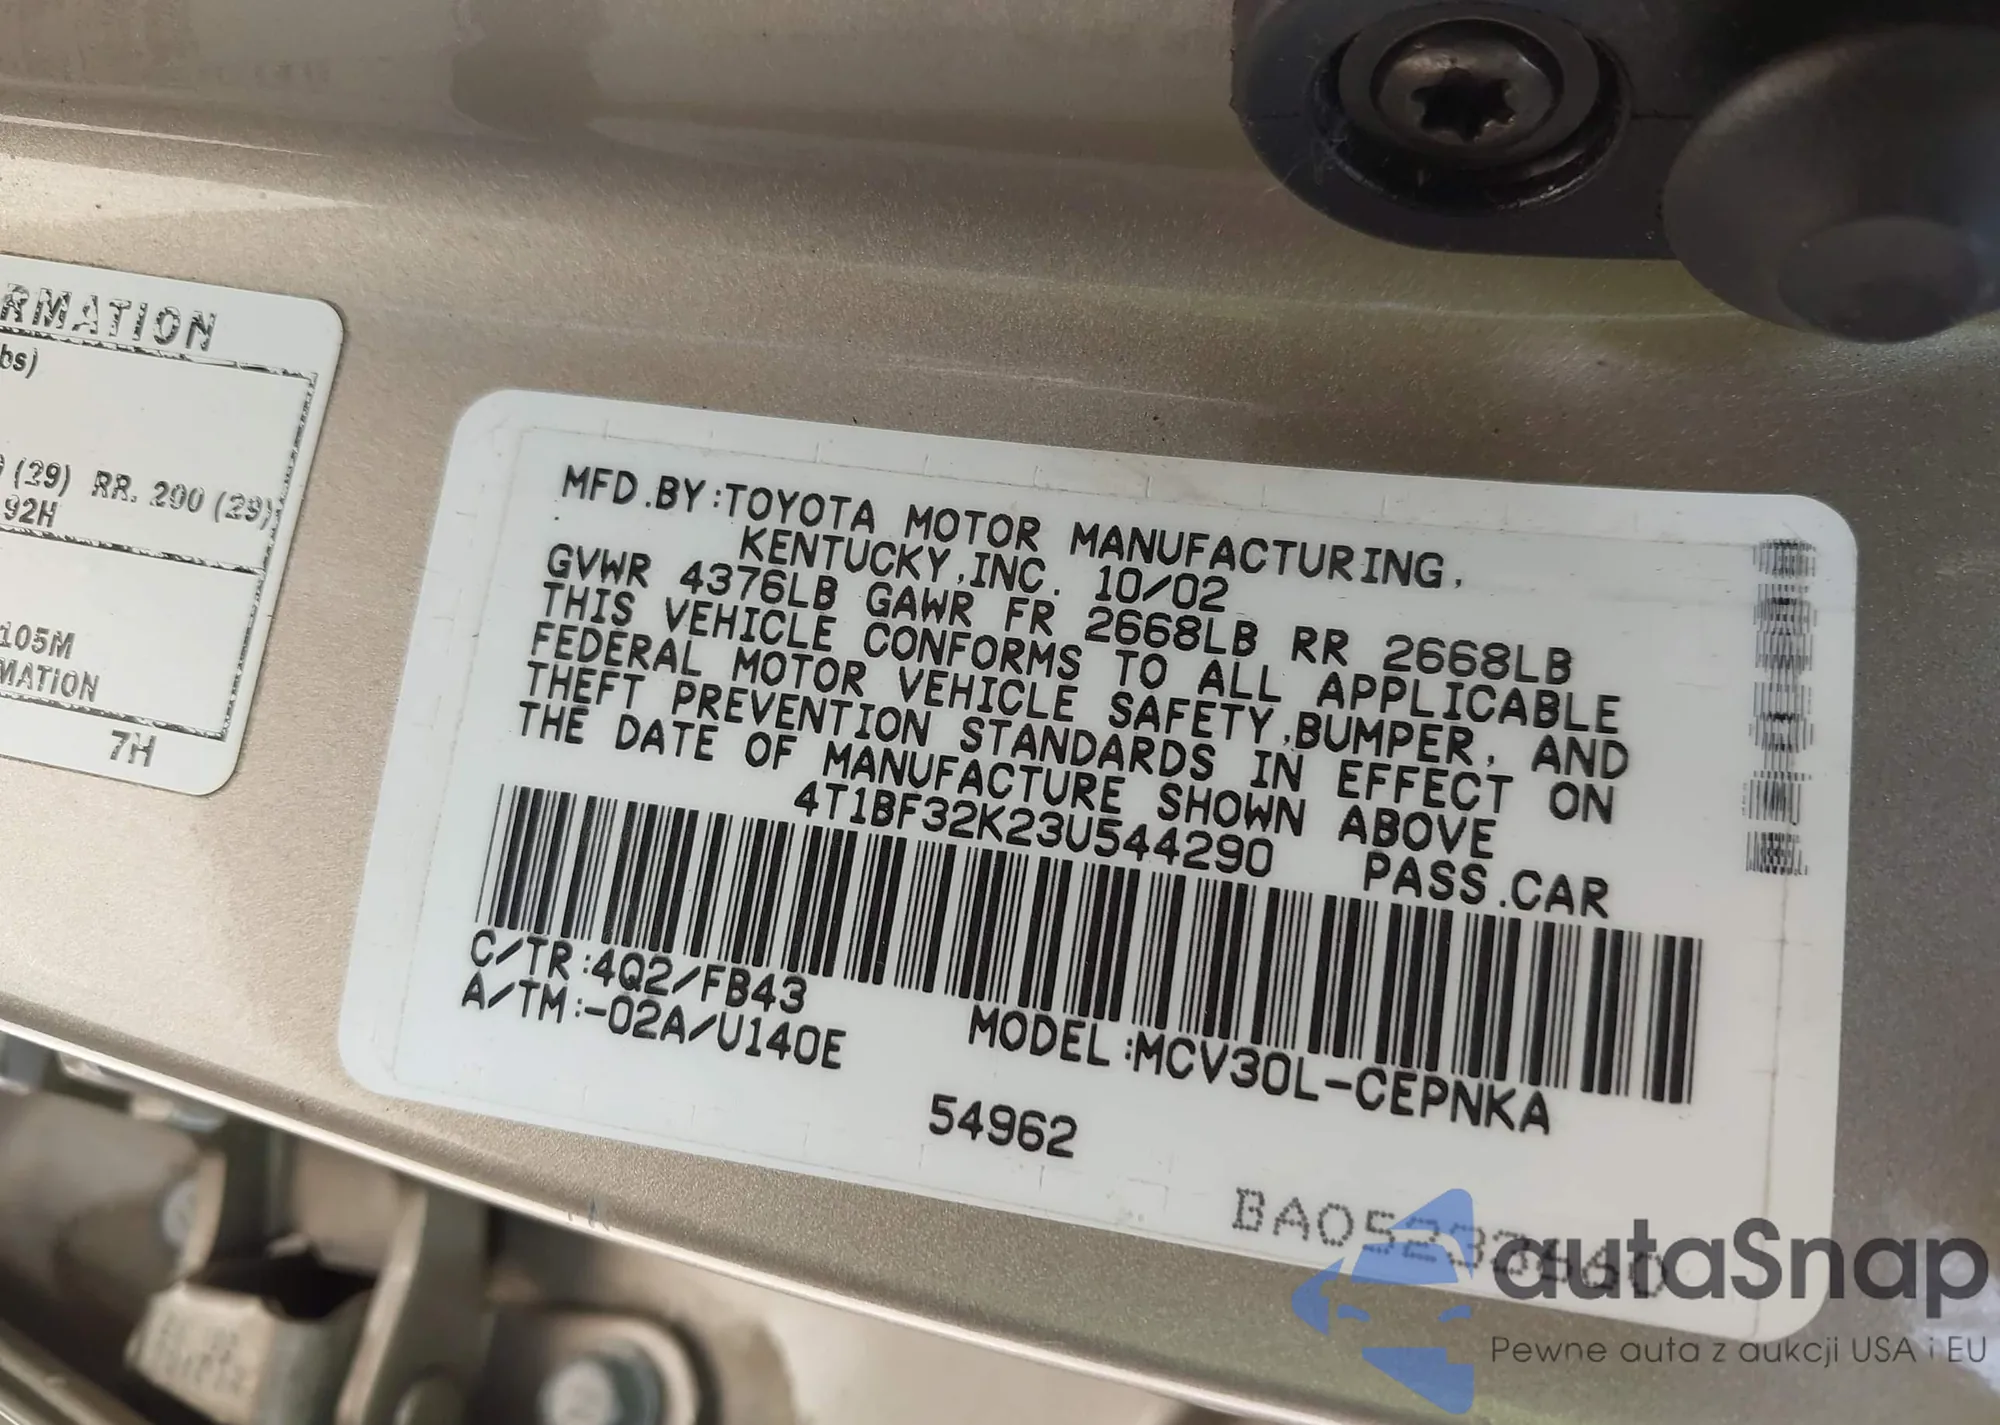 RMATION
bs)
(29) RR. 200 (29)
92H
105M
MATION
7H
MFD.BY:TOYOTA MOTOR MANUFACTURING,
KENTUCKY,INC. 10/02
GVWR 4376LB GAWR FR 2668LB RR 2668LB
THIS VEHICLE CONFORMS TO ALL APPLICABLE
FEDERAL MOTOR VEHICLE SAFETY,BUMPER, AND
THEFT PREVENTION STANDARDS IN EFFECT ON
THE DATE OF MANUFACTURE SHOWN ABOVE
4T1BF32K23U544290 PASS.CAR
C/TR:4Q2/FB43
A/TM:-02A/U140E MODEL:MCV30L-CEPNKA
54962
autaSnap
Pewne auta z aukcji USA i EU